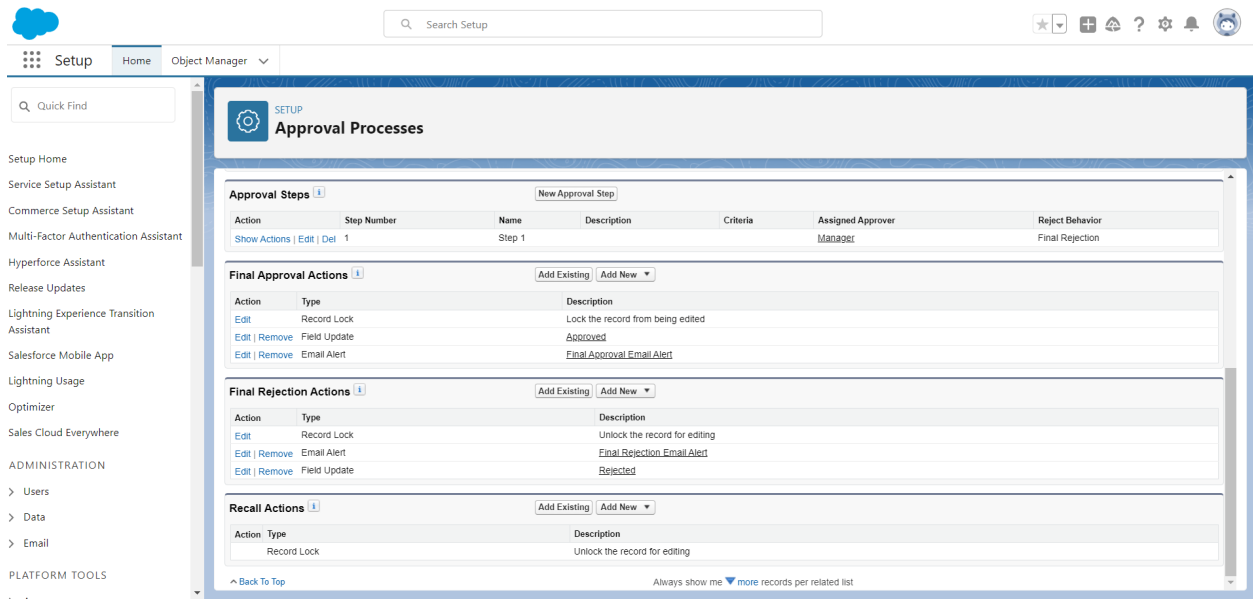 Search Setup
Setup
Home
Object Manager
Quick Find
Setup Home
Service Setup Assistant
Commerce Setup Assistant
Multi-Factor Authentication Assistant
Hyperforce Assistant
Release Updates
Lightning Experience Transition
Assistant
Salesforce Mobile App
Lightning Usage
Optimizer
Sales Cloud Everywhere
ADMINISTRATION
Users
Data
Email
PLATFORM TOOLS
SETUP
Approval Processes
Approval Steps i New Approval Step
Action Step Number Name Description Criteria Assigned Approver Reject Behavior
Show Actions | Edit | Del 1 Step 1 Manager Final Rejection
Final Approval Actions i Add Existing Add New
Action Type Description
Edit Record Lock Lock the record from being edited
Edit | Remove Field Update Approved
Edit | Remove Email Alert Final Approval Email Alert
Final Rejection Actions i Add Existing Add New
Action Type Description
Edit Record Lock Unlock the record for editing
Edit | Remove Email Alert Final Rejection Email Alert
Edit | Remove Field Update Rejected
Recall Actions i Add Existing Add New
Action Type Description
Record Lock Unlock the record for editing
Back To Top Always show me more records per related list